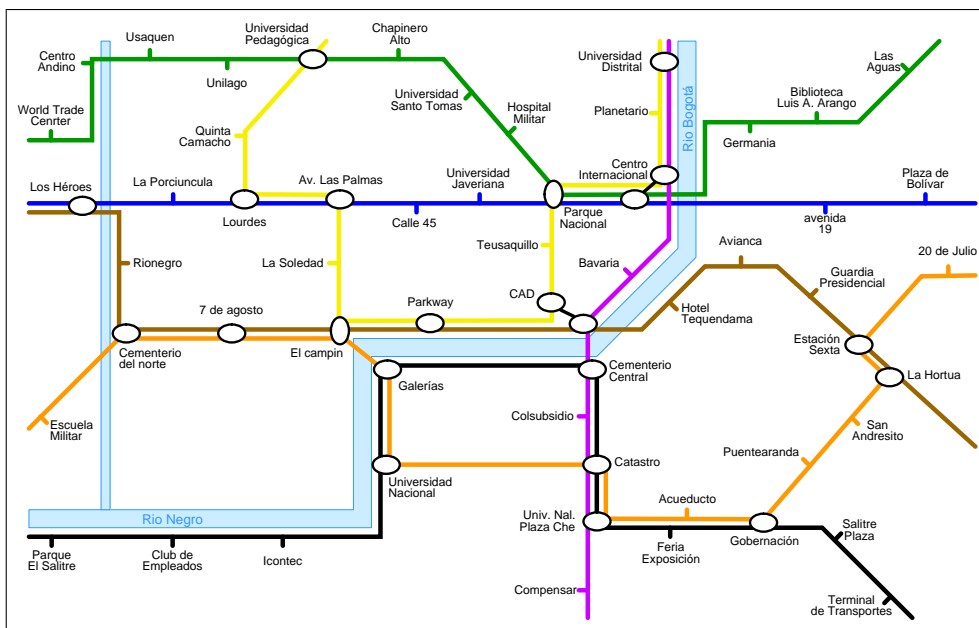 Universidad
Pedagógica
Chapinero
Alto
Usaquen
Centro
Andino
Unilago
Universidad
Distrital
Las
Aguas
Universidad
Santo Tomas
Hospital
Militar
Planetario
Rio Bogotá
Biblioteca
Luis A. Arango
World Trade
Cenrter
Quinta
Camacho
Germania
Centro
Internacional
Los Héroes
La Porciuncula
Av. Las Palmas
Universidad
Javeriana
Plaza de
Bolívar
Lourdes
Calle 45
Parque
Nacional
avenida
19
Teusaquillo
Rionegro
La Soledad
Bavaria
Avianca
20 de Julio
Guardia
Presidencial
7 de agosto
Parkway
CAD
Hotel
Tequendama
Cementerio
del norte
El campin
Estación
Sexta
Galerías
Cementerio
Central
La Hortua
Escuela
Militar
Colsubsidio
San
Andresito
Puentearanda
Universidad
Nacional
Catastro
Rio Negro
Univ. Nal.
Plaza Che
Acueducto
Gobernación
Salitre
Plaza
Parque
El Salitre
Club de
Empleados
Icontec
Feria
Exposición
Compensar
Terminal
de Transportes